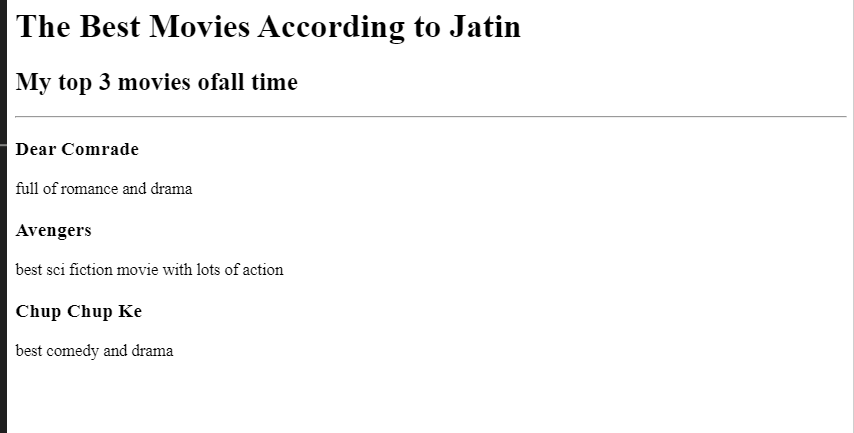 The Best Movies According to Jatin
My top 3 movies ofall time
Dear Comrade
full of romance and drama
Avengers
best sci fiction movie with lots of action
Chup Chup Ke
best comedy and drama